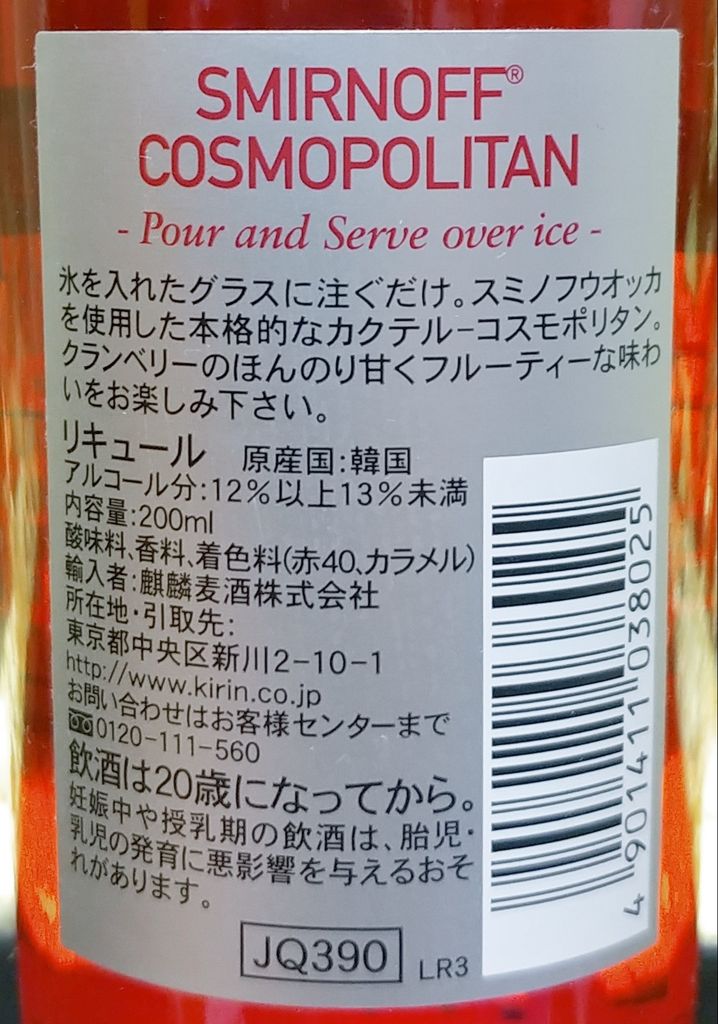 SMIRNOFF®
COSMOPOLITAN
- Pour and Serve over ice -
氷を入れたグラスに注ぐだけ。スミノフウオッカ
を使用した本格的なカクテル-コスモポリタン。
クランベリーのほんのり甘くフルーティーな味わ
いをお楽しみ下さい。
リキュール 原産国:韓国
アルコール分:12%以上13%未満
内容量:200ml
酸味料、香料、着色料(赤40、カラメル)
輸入者:麒麟麦酒株式会社
所在地・引取先:
東京都中央区新川2-10-1
http://www.kirin.co.jp
お問い合わせはお客様センターまで
0120-111-560
飲酒は20歳になってから。
妊娠中や授乳期の飲酒は、胎児・
乳児の発育に悪影響を与えるおそ
れがあります。
JQ390 LR3
4901411038025